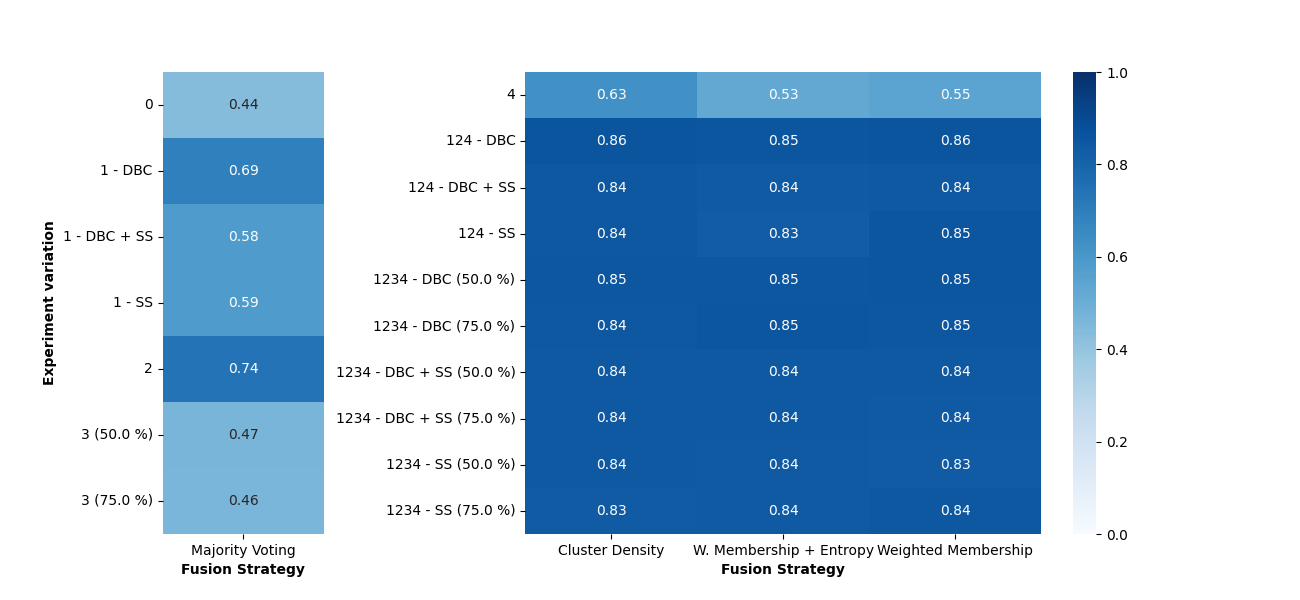 0 0.44
1 - DBC 0.69
1 - DBC + SS 0.58
1 - SS 0.59
2 0.74
3 (50.0 %) 0.47
3 (75.0 %) 0.46
Experiment variation
Majority Voting
Fusion Strategy
4 0.63 0.53 0.55
124 - DBC 0.86 0.85 0.86
124 - DBC + SS 0.84 0.84 0.84
124 - SS 0.84 0.83 0.85
1234 - DBC (50.0 %) 0.85 0.85 0.85
1234 - DBC (75.0 %) 0.84 0.85 0.85
1234 - DBC + SS (50.0 %) 0.84 0.84 0.84
1234 - DBC + SS (75.0 %) 0.84 0.84 0.84
1234 - SS (50.0 %) 0.84 0.84 0.83
1234 - SS (75.0 %) 0.83 0.84 0.84
Cluster Density W. Membership + Entropy Weighted Membership
Fusion Strategy
1.0
0.8
0.6
0.4
0.2
0.0